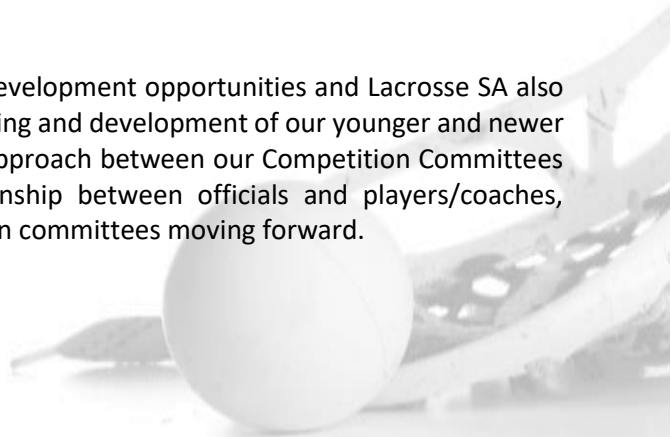 evelopment opportunities and Lacrosse SA also
ing and development of our younger and newer
pproach between our Competition Committees
nship between officials and players/coaches,
n committees moving forward.